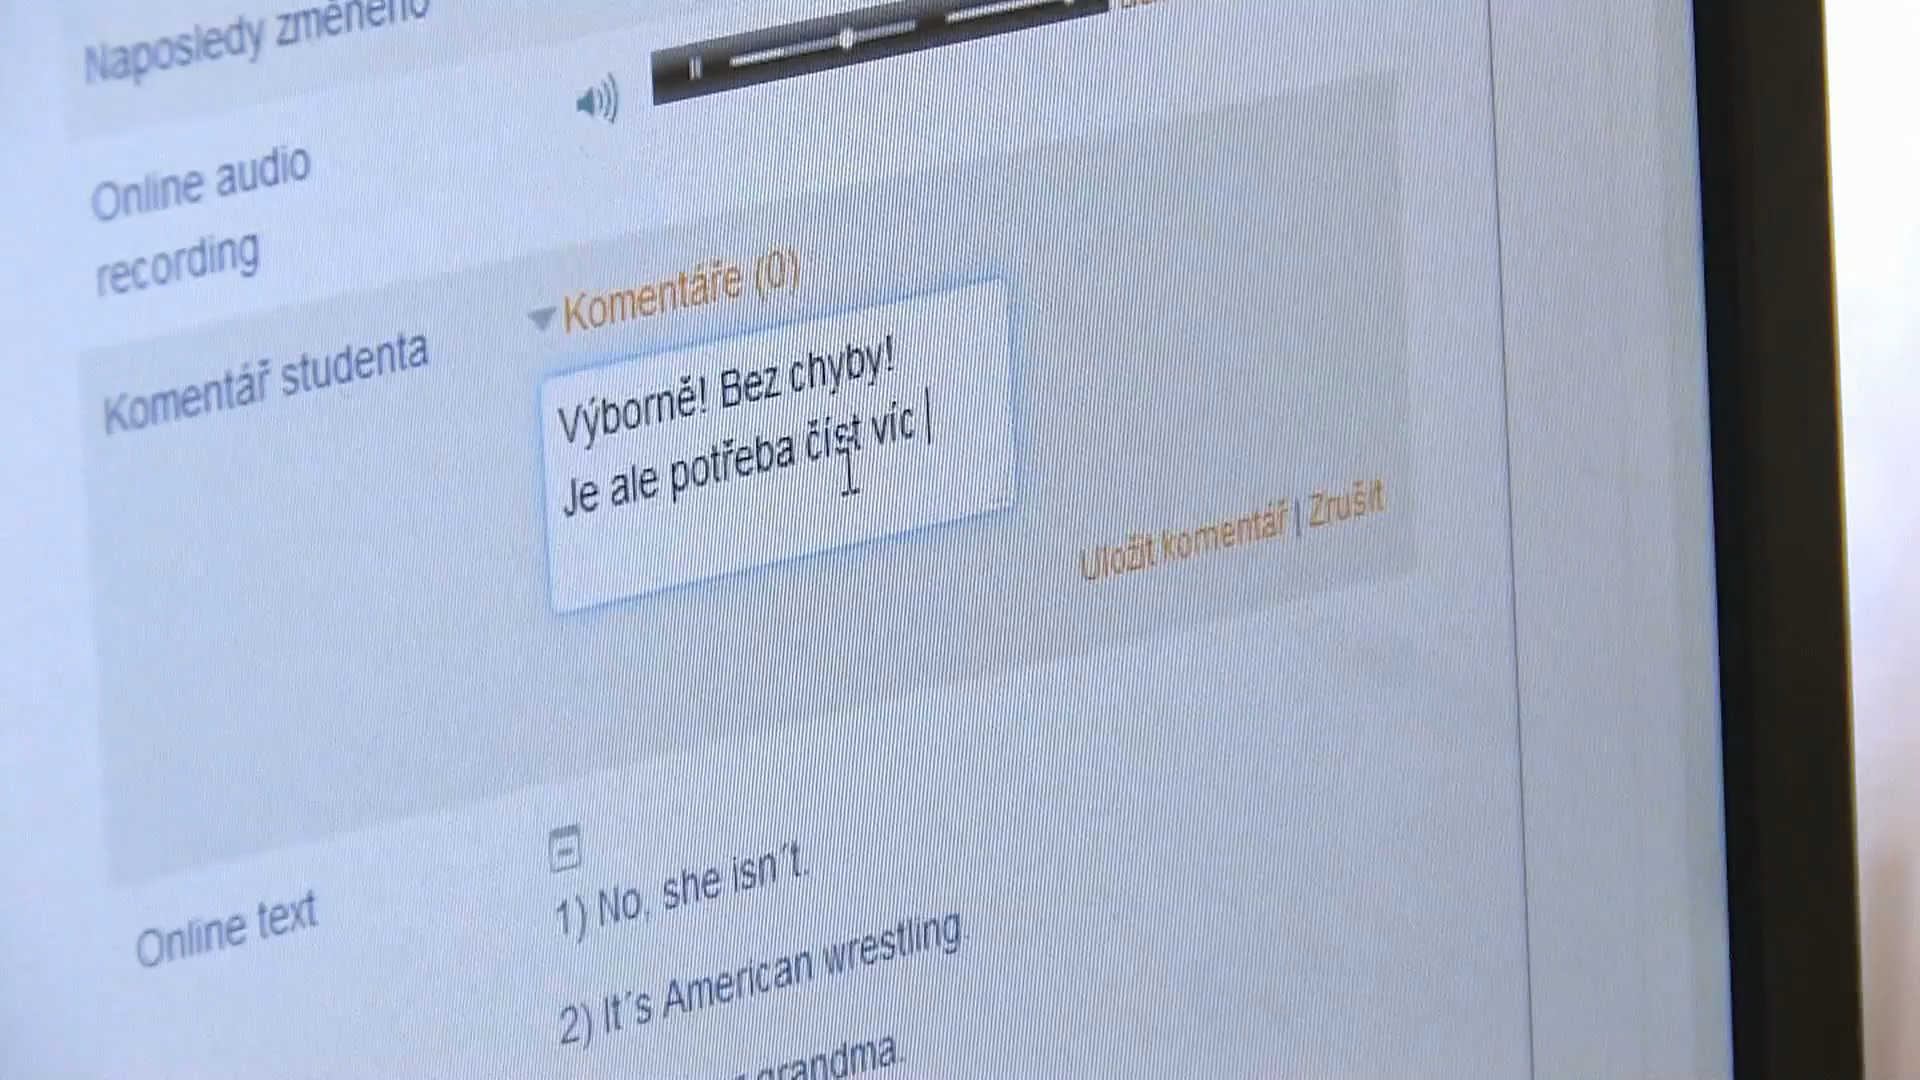 Naposledy změněno
Online audio
recording
Komentáře (0)
Komentář studenta
Výborně! Bez chyby!
Je ale potřeba číst víc
Uložit komentář | Zrušit
Online text
1) No, she isn´t.
2) It´s American wrestling.
grandma.